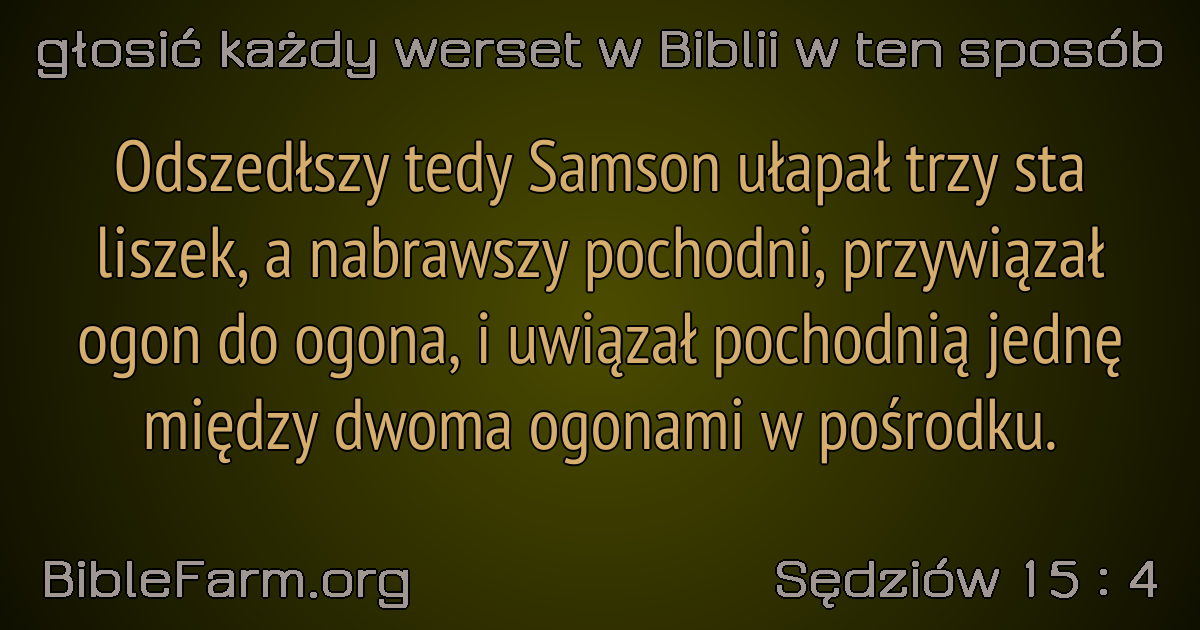 głosić każdy werset w Biblii w ten sposób
Odszedłszy tedy Samson ułapał trzy sta
liszek, a nabrawszy pochodni, przywiązał
ogon do ogona, i uwiązał pochodnią jednę
między dwoma ogonami w pośrodku.
BibleFarm.org
Sędziów 15 : 4